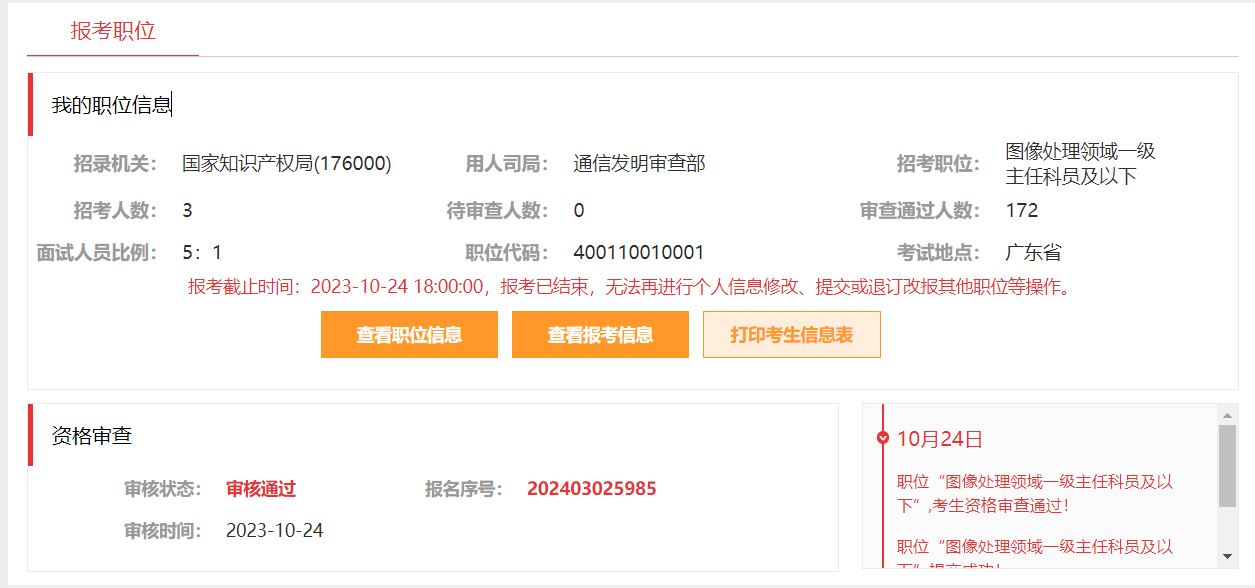 报考职位
我的职位信息
招录机关： 国家知识产权局(176000) 用人司局： 通信发明审查部 招考职位： 图像处理领域一级
主任科员及以下
招考人数： 3 待审查人数： 0 审查通过人数： 172
面试人员比例： 5：1 职位代码： 400110010001 考试地点： 广东省
报考截止时间：2023-10-24 18:00:00，报考已结束，无法再进行个人信息修改、提交或退订改报其他职位等操作。
查看职位信息 查看报考信息 打印考生信息表
资格审查
审核状态： 审核通过 报名序号： 202403025985
审核时间： 2023-10-24
10月24日
职位“图像处理领域一级主任科员及以
下”,考生资格审查通过！
职位“图像处理领域一级主任科员及以
下”提交成功！